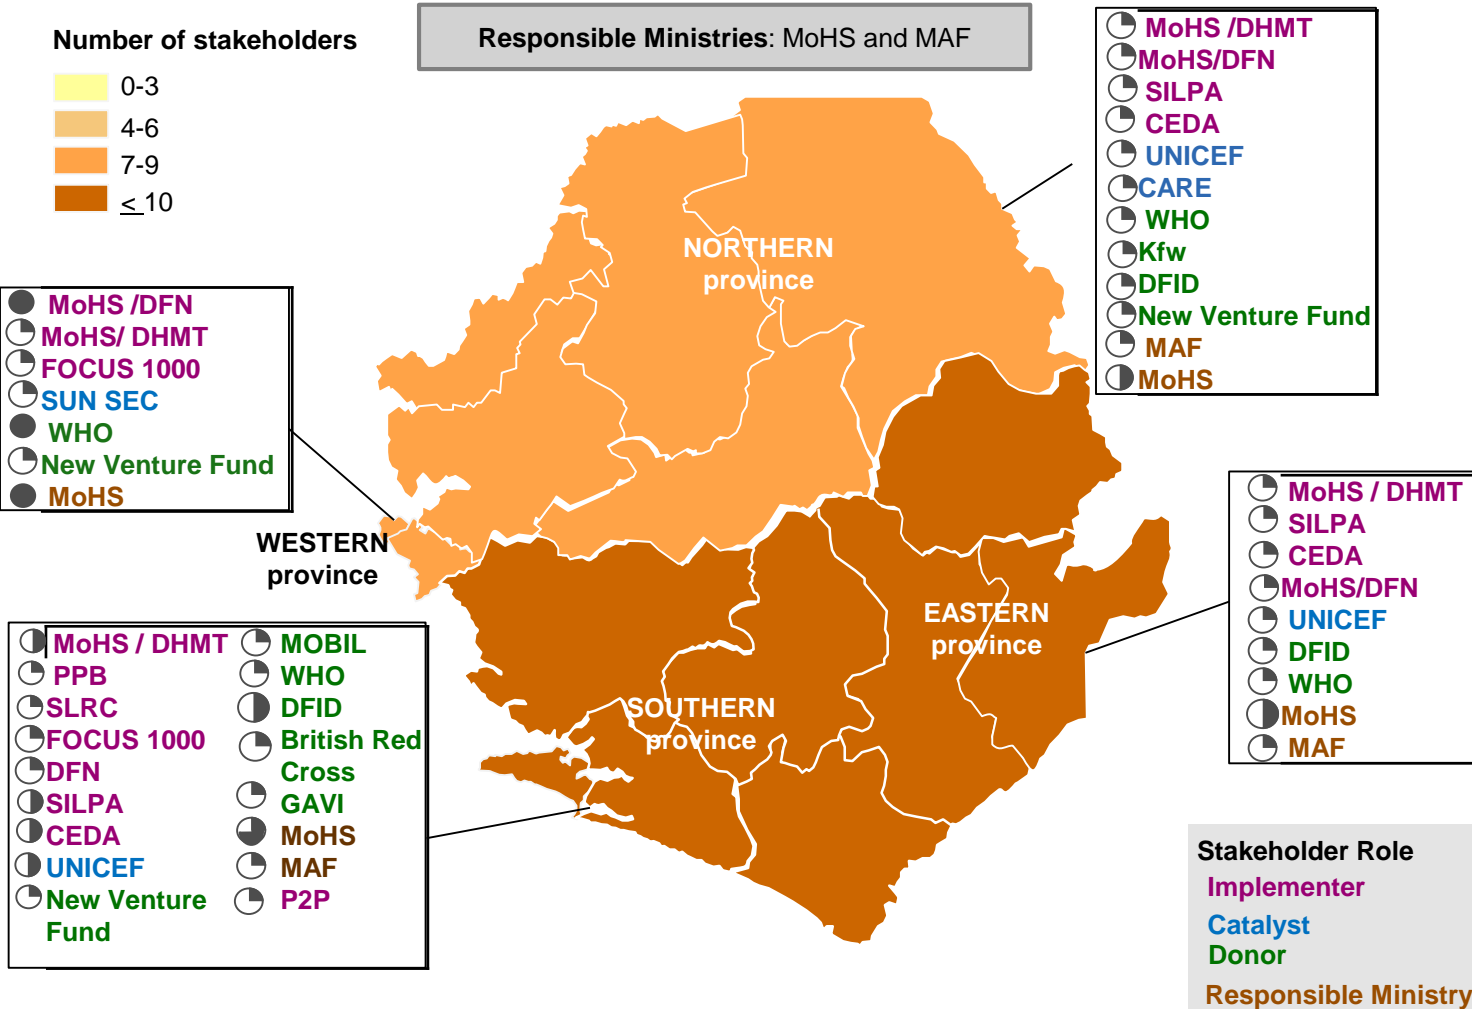 Number of stakeholders
0-3
4-6
7-9
< 10
Responsible Ministries: MoHS and MAF
MoHS /DHMT
MoHS/DFN
SILPA
CEDA
UNICEF
CARE
WHO
Kfw
DFID
New Venture Fund
MAF
MoHS
NORTHERN
province
MoHS /DFN
MoHS/ DHMT
FOCUS 1000
SUN SEC
WHO
New Venture Fund
MoHS
WESTERN
province
MoHS / DHMT
SILPA
CEDA
MoHS/DFN
UNICEF
DFID
WHO
MoHS
MAF
EASTERN
province
SOUTHERN
province
MoHS / DHMT
PPB
SLRC
FOCUS 1000
DFN
SILPA
CEDA
UNICEF
New Venture
Fund
MOBIL
WHO
DFID
British Red
Cross
GAVI
MoHS
MAF
P2P
Stakeholder Role
Implementer
Catalyst
Donor
Responsible Ministry